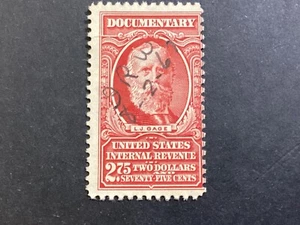 DOCUMENTARY
L.J. GAGE
UNITED STATES
INTERNAL REVENUE
2.75 TWO DOLLARS
SEVENTY-FIVE CENTS